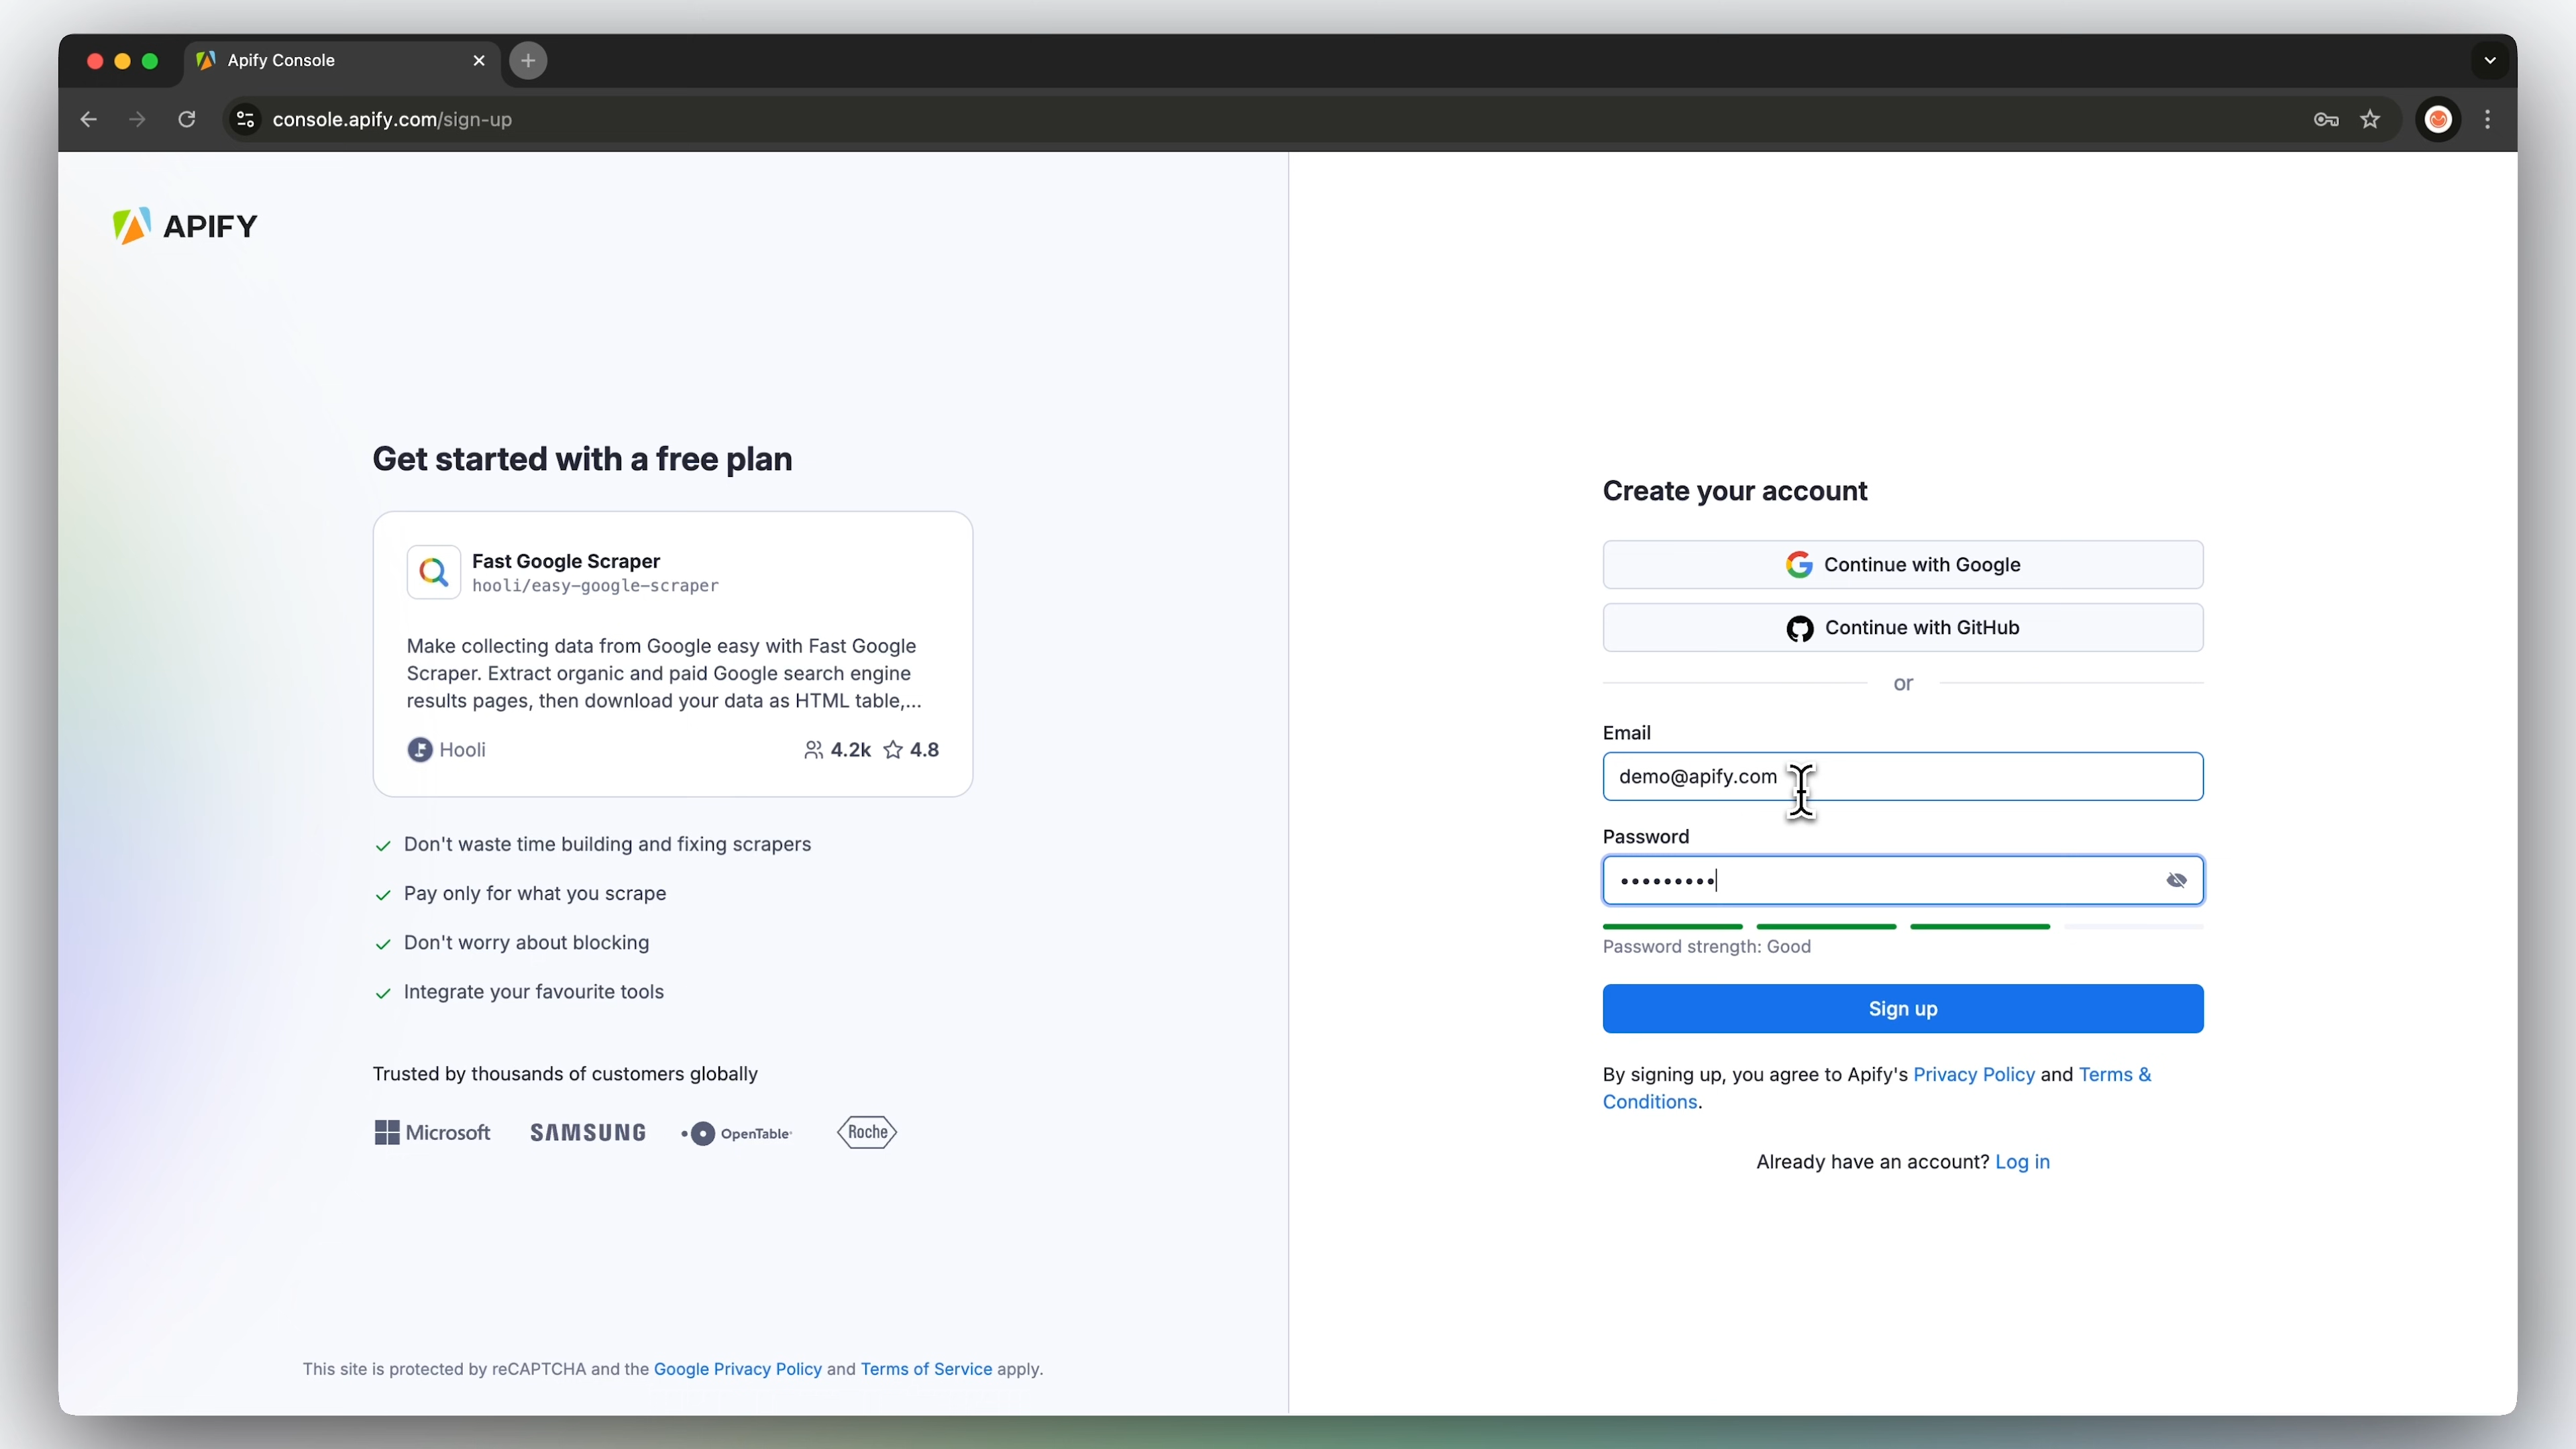 Apify Console
console.apify.com/sign-up
APIFY
Get started with a free plan
Fast Google Scraper
hooli/easy-google-scraper
Make collecting data from Google easy with Fast Google
Scraper. Extract organic and paid Google search engine
results pages, then download your data as HTML table,...
Hooli
4.2k
4.8
Don't waste time building and fixing scrapers
Pay only for what you scrape
Don't worry about blocking
Integrate your favourite tools
Trusted by thousands of customers globally
Microsoft
SAMSUNG
OpenTable
Roche
This site is protected by reCAPTCHA and the Google Privacy Policy and Terms of Service apply.
Create your account
Continue with Google
Continue with GitHub
or
Email
demo@apify.com
Password
•••••••••
Password strength: Good
Sign up
By signing up, you agree to Apify's Privacy Policy and Terms &
Conditions.
Already have an account? Log in